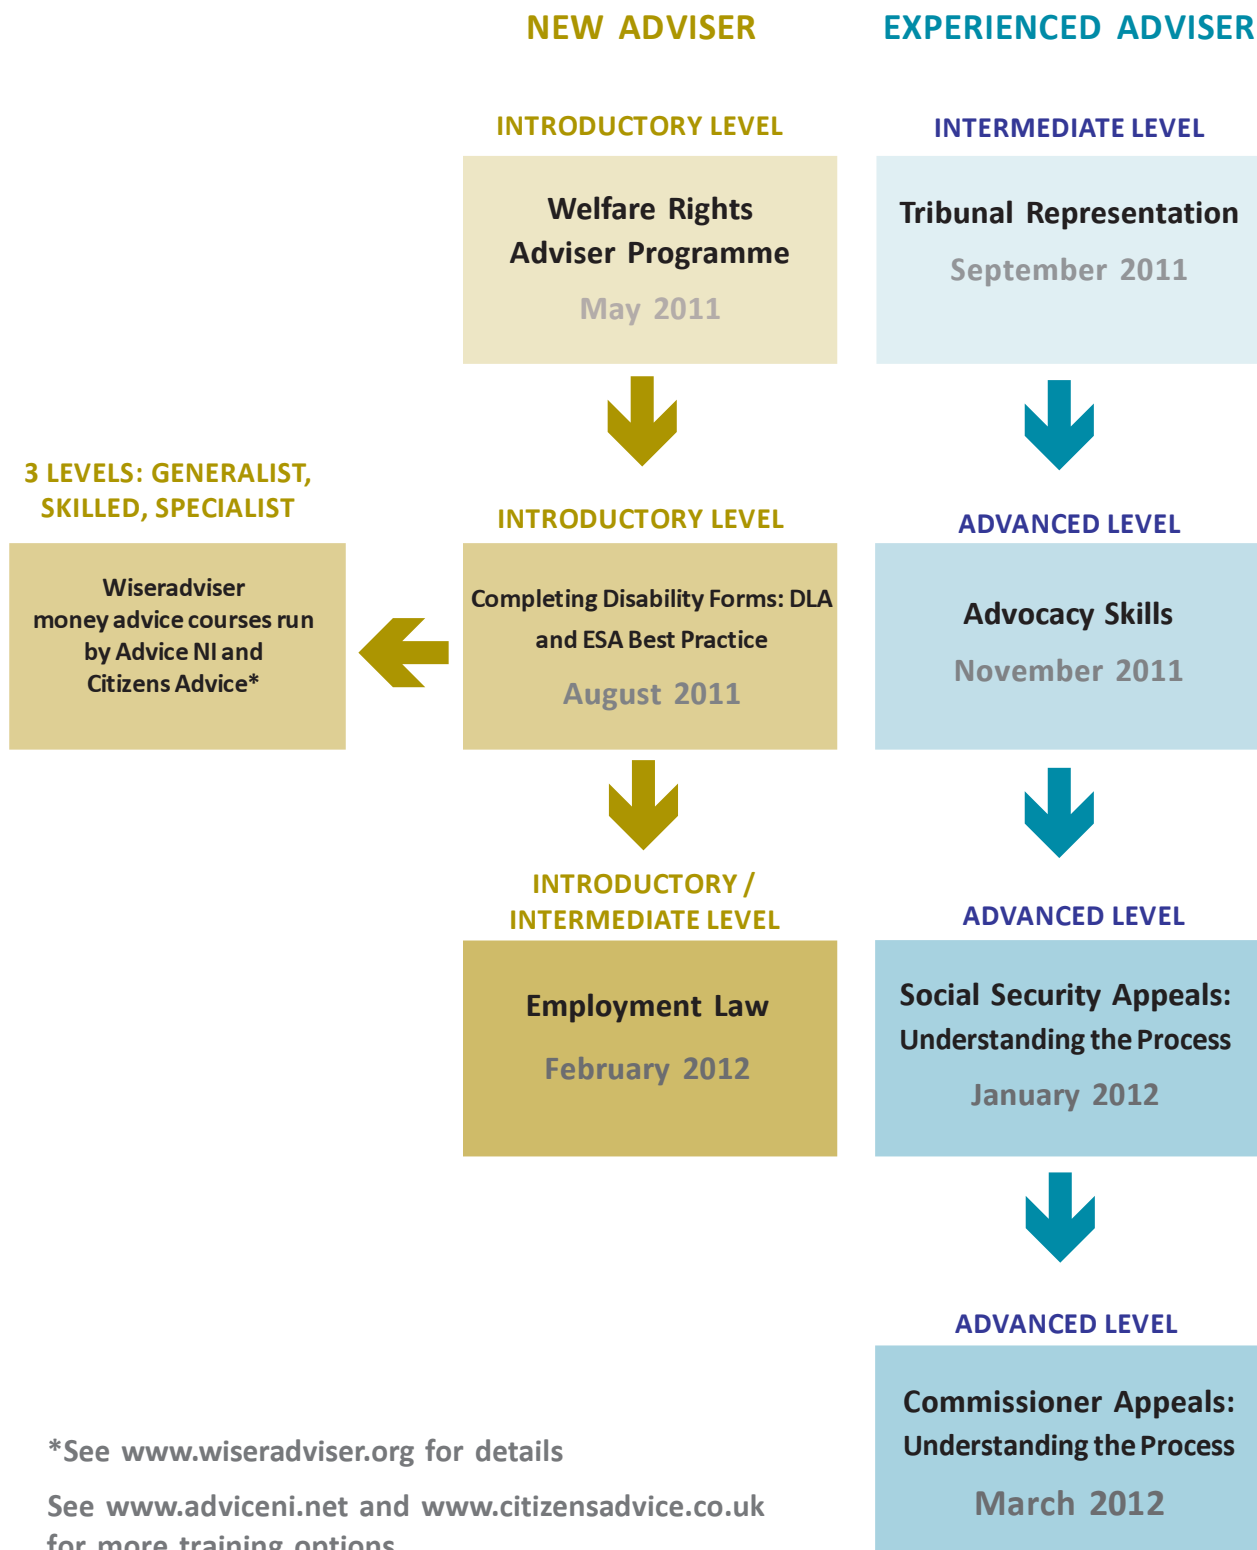 NEW ADVISER
EXPERIENCED ADVISER
INTRODUCTORY LEVEL
Welfare Rights
Adviser Programme
May 2011
INTERMEDIATE LEVEL
Tribunal Representation
September 2011
3 LEVELS: GENERALIST,
SKILLED, SPECIALIST
Wiseradviser
money advice courses run
by Advice NI and
Citizens Advice*
INTRODUCTORY LEVEL
Completing Disability Forms: DLA
and ESA Best Practice
August 2011
ADVANCED LEVEL
Advocacy Skills
November 2011
INTRODUCTORY /
INTERMEDIATE LEVEL
Employment Law
February 2012
ADVANCED LEVEL
Social Security Appeals:
Understanding the Process
January 2012
ADVANCED LEVEL
Commissioner Appeals:
Understanding the Process
March 2012
*See www.wiseradviser.org for details
See www.adviceni.net and www.citizensadvice.co.uk
for more training options